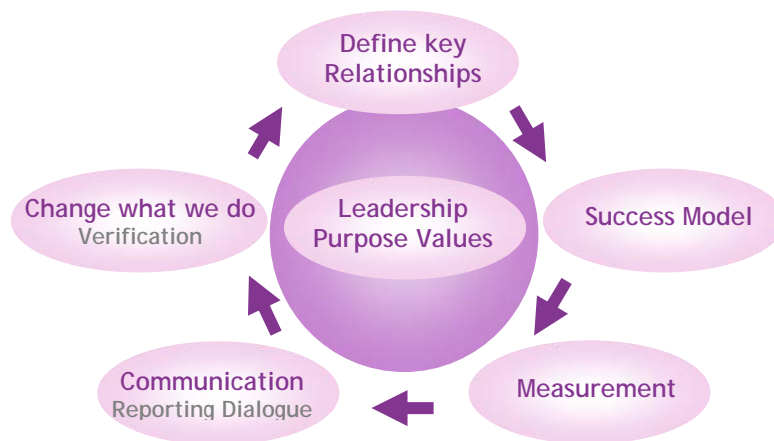 Define key
Relationships
Change what we do
Verification
Leadership
Purpose Values
Success Model
Communication
Reporting Dialogue
Measurement